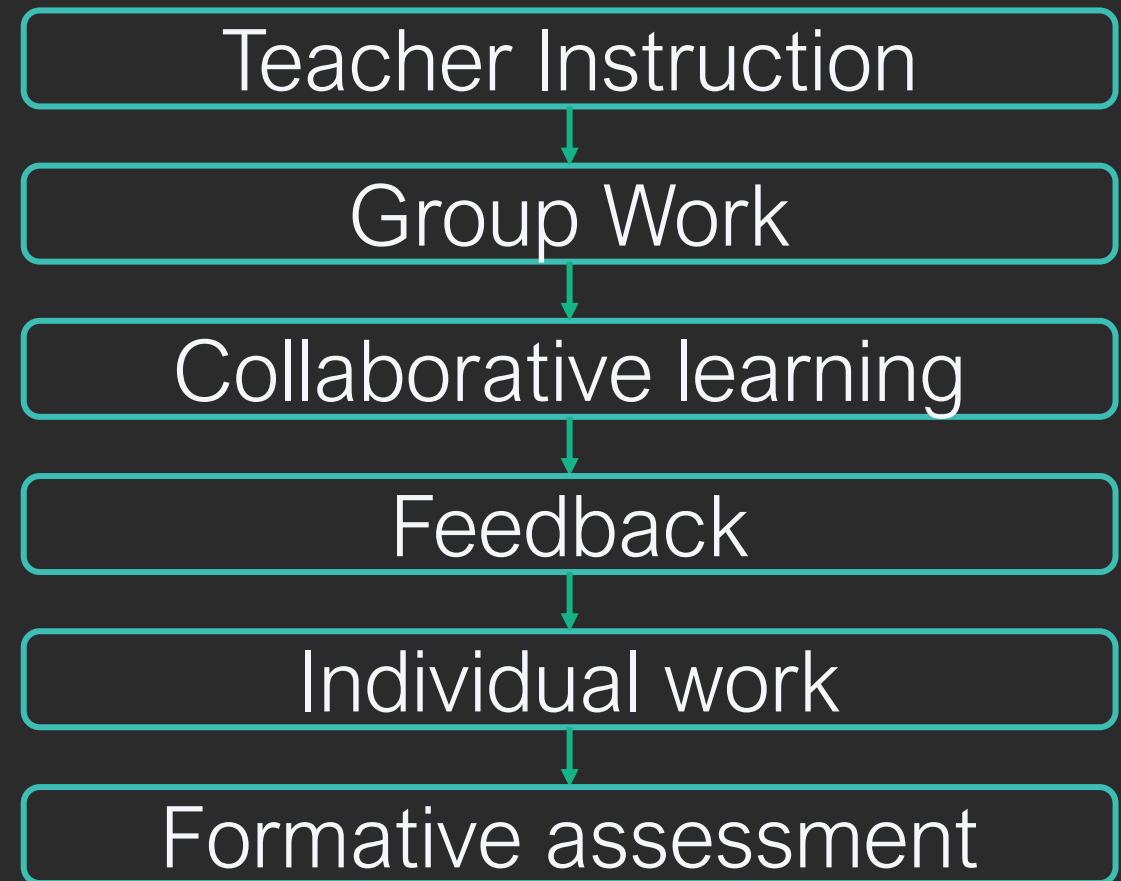 Teacher Instruction
Group Work
Collaborative learning
Feedback
Individual work
Formative assessment